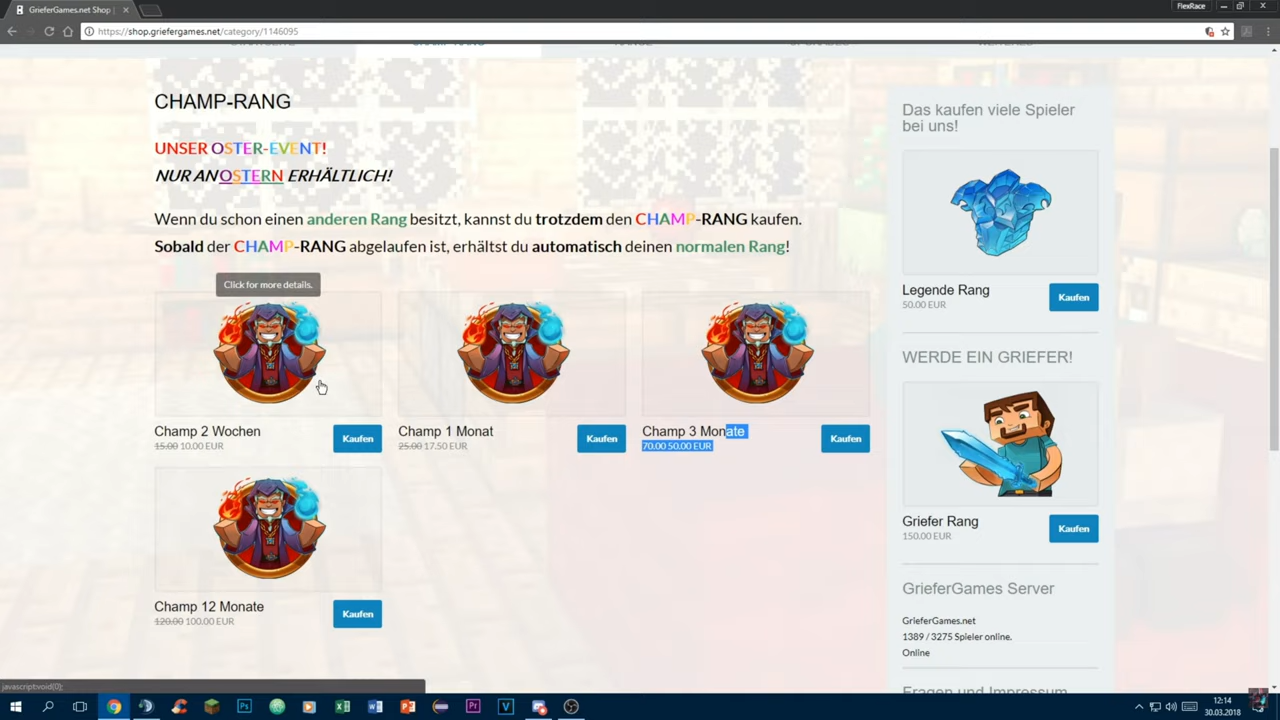 GrieferGames.net Shop
FlexRace
https://shop.griefergames.net/category/1146095
CHAMP-RANG
UNSER OSTER-EVENT!
NUR AN OSTERN ERHÄLTLICH!
Wenn du schon einen anderen Rang besitzt, kannst du trotzdem den CHAMP-RANG kaufen.
Sobald der CHAMP-RANG abgelaufen ist, erhältst du automatisch deinen normalen Rang!
Click for more details.
Champ 2 Wochen
15.00 10.00 EUR
Kaufen
Champ 1 Monat
25.00 17.50 EUR
Kaufen
Champ 3 Monate
70.00 50.00 EUR
Kaufen
Champ 12 Monate
120.00 100.00 EUR
Kaufen
Das kaufen viele Spieler
bei uns!
Legende Rang
50.00 EUR
Kaufen
WERDE EIN GRIEFER!
Griefer Rang
150.00 EUR
Kaufen
GrieferGames Server
GrieferGames.net
1389 / 3275 Spieler online.
Online
Fragen und Impressum
javascript:void(0);
12:14
30.03.2018